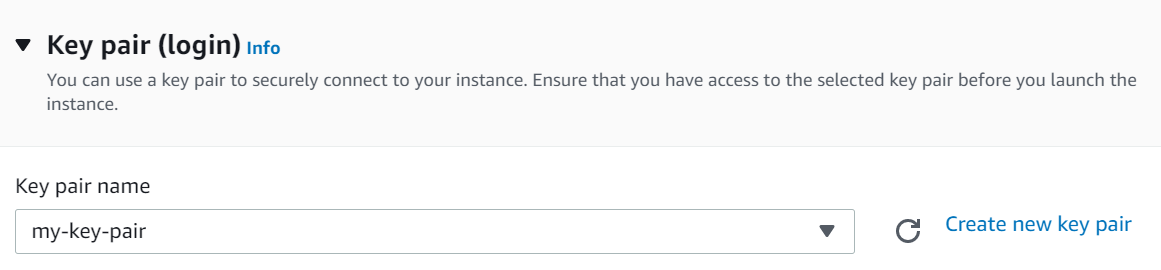 Key pair (login) Info
You can use a key pair to securely connect to your instance. Ensure that you have access to the selected key pair before you launch the
instance.
Key pair name
my-key-pair
Create new key pair